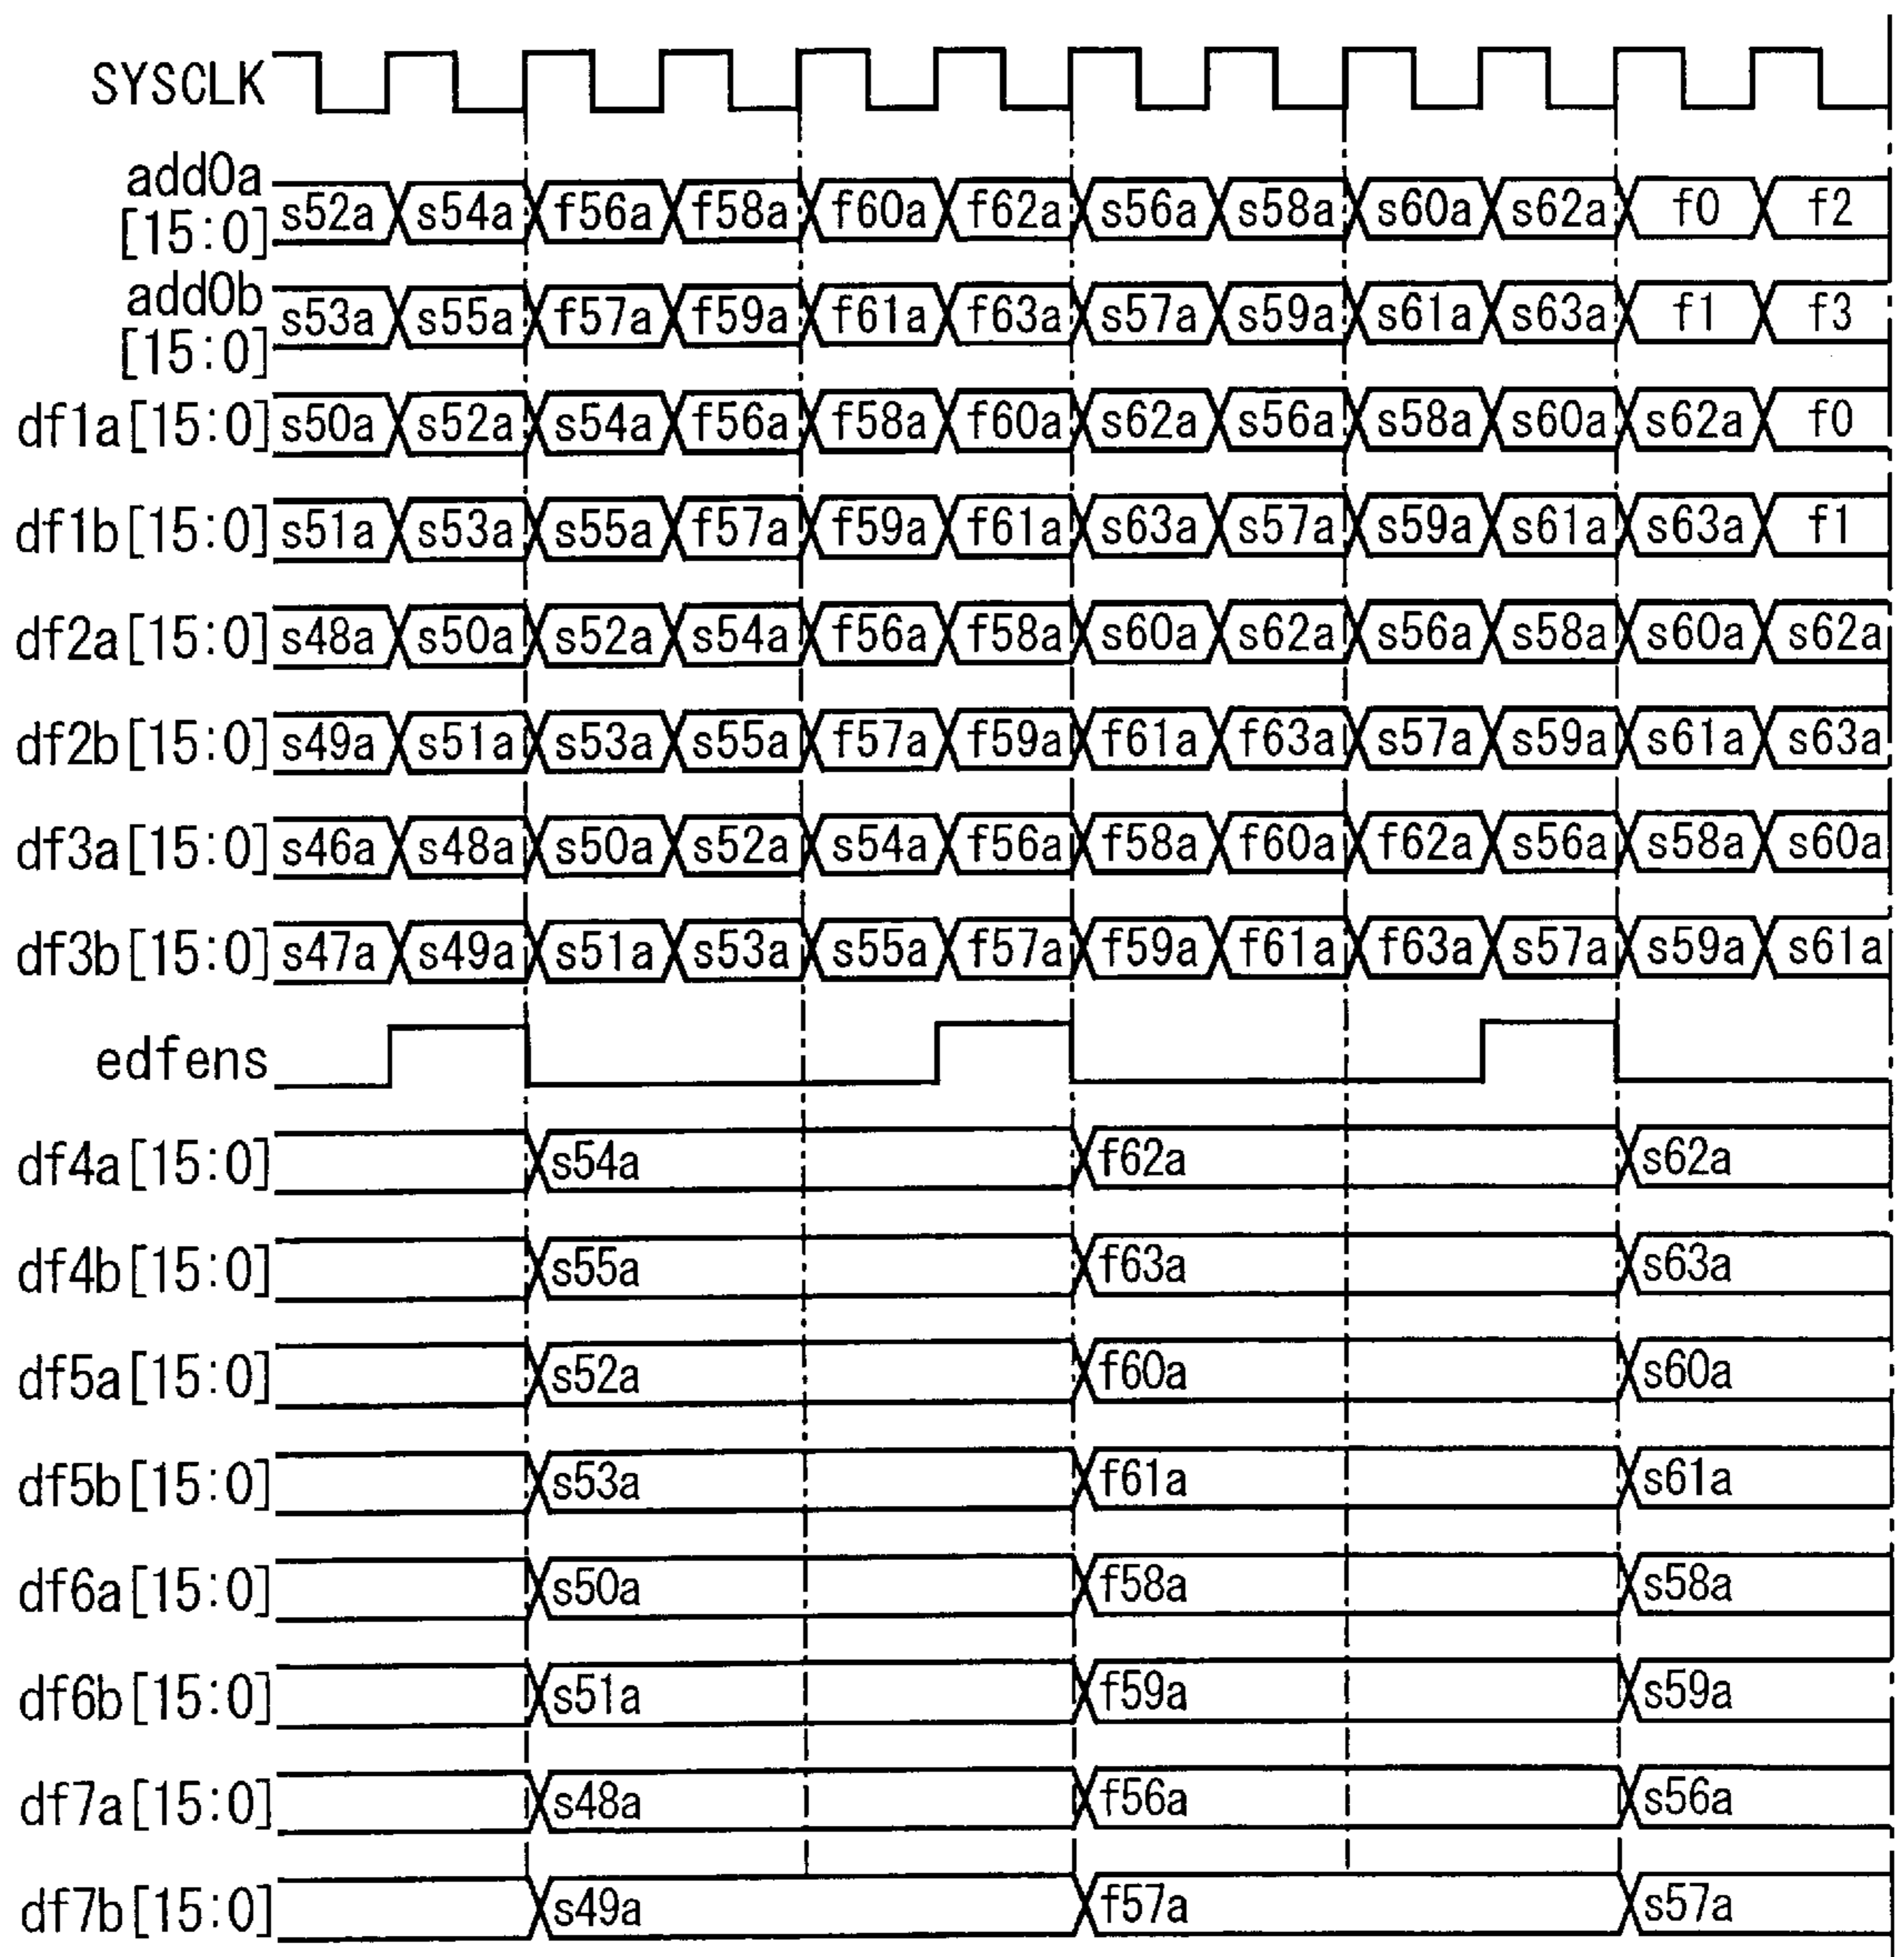 SYSCLK
add0a
[15:0] s52a s54a f56a f58a f60a f62a s56a s58a s60a s62a f0 f2
add0b
[15:0] s53a s55a f57a f59a f61a f63a s57a s59a s61a s63a f1 f3
df1a[15:0] s50a s52a s54a f56a f58a f60a s62a s56a s58a s60a s62a f0
df1b[15:0] s51a s53a s55a f57a f59a f61a s63a s57a s59a s61a s63a f1
df2a[15:0] s48a s50a s52a s54a f56a f58a s60a s62a s56a s58a s60a s62a
df2b[15:0] s49a s51a s53a s55a f57a f59a f61a f63a s57a s59a s61a s63a
df3a[15:0] s46a s48a s50a s52a s54a f56a f58a f60a f62a s56a s58a s60a
df3b[15:0] s47a s49a s51a s53a s55a f57a f59a f61a f63a s57a s59a s61a
edfens
df4a[15:0] s54a f62a s62a
df4b[15:0] s55a f63a s63a
df5a[15:0] s52a f60a s60a
df5b[15:0] s53a f61a s61a
df6a[15:0] s50a f58a s58a
df6b[15:0] s51a f59a s59a
df7a[15:0] s48a f56a s56a
df7b[15:0] s49a f57a s57a